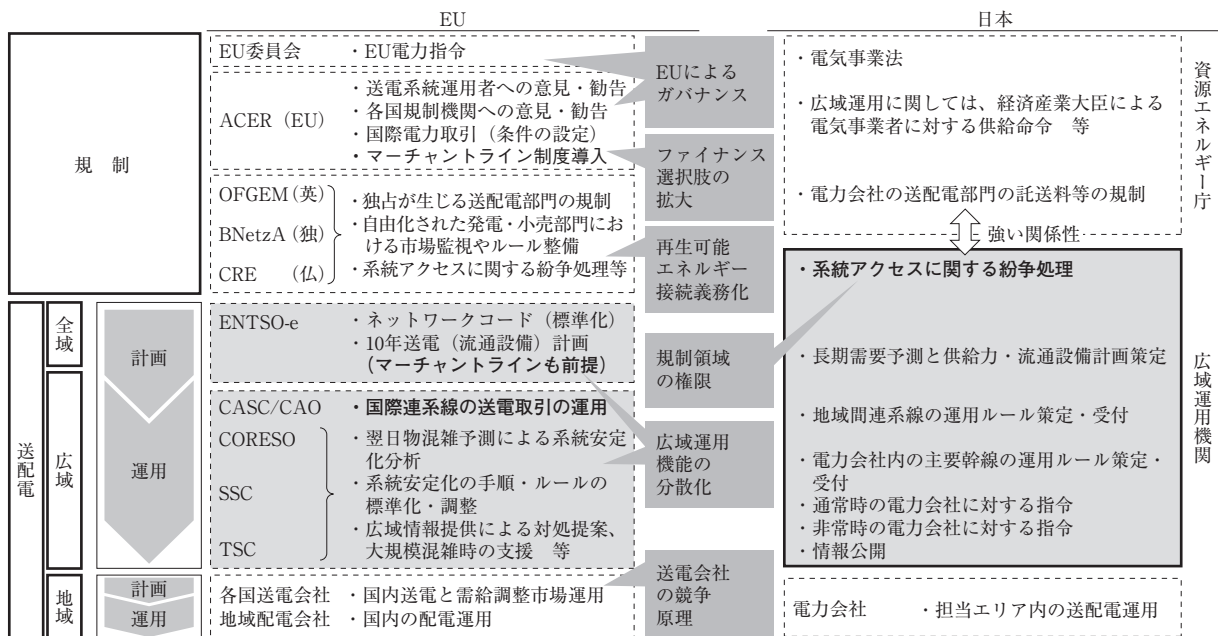 EU
日本
規 制
EU委員会 ・EU電力指令
ACER(EU)
・送電系統運用者への意見・勧告
・各国規制機関への意見・勧告
・国際電力取引(条件の設定)
・マーチャントライン制度導入
OFGEM(英)
BNetzA(独)
CRE (仏)
・独占が生じる送配電部門の規制
・自由化された発電・小売部門にお
ける市場監視やルール整備
・系統アクセスに関する紛争処理等
EUによる
ガバナンス
ファイナンス
選択肢の
拡大
再生可能
エネルギー
接続義務化
・電気事業法
・広域運用に関しては、経済産業大臣による
電気事業者に対する供給命令 等
・電力会社の送配電部門の託送料等の規制
強い関係性
資源エネルギー庁
送配電
全域
広域
地域
計画
運用
計画
運用
ENTSO-e
・ネットワークコード(標準化)
・10年送電(流通設備)計画
(マーチャントラインも前提)
CASC/CAO ・国際連系線の送電取引の運用
CORESO
SSC
TSC
・翌日物混雑予測による系統安定
化分析
・系統安定化の手順・ルールの
標準化・調整
・広域情報提供による対処提案、
大規模混雑時の支援 等
各国送電会社 ・国内送電と需給調整市場運用
地域配電会社 ・国内の配電運用
規制領域
の権限
広域運用
機能の
分散化
送電会社
の競争
原理
・系統アクセスに関する紛争処理
・長期需要予測と供給力・流通設備計画策定
・地域間連系線の運用ルール策定・受付
・電力会社内の主要幹線の運用ルール策定・
受付
・通常時の電力会社に対する指令
・非常時の電力会社に対する指令
・情報公開
広域運用機関
電力会社 ・担当エリア内の送配電運用